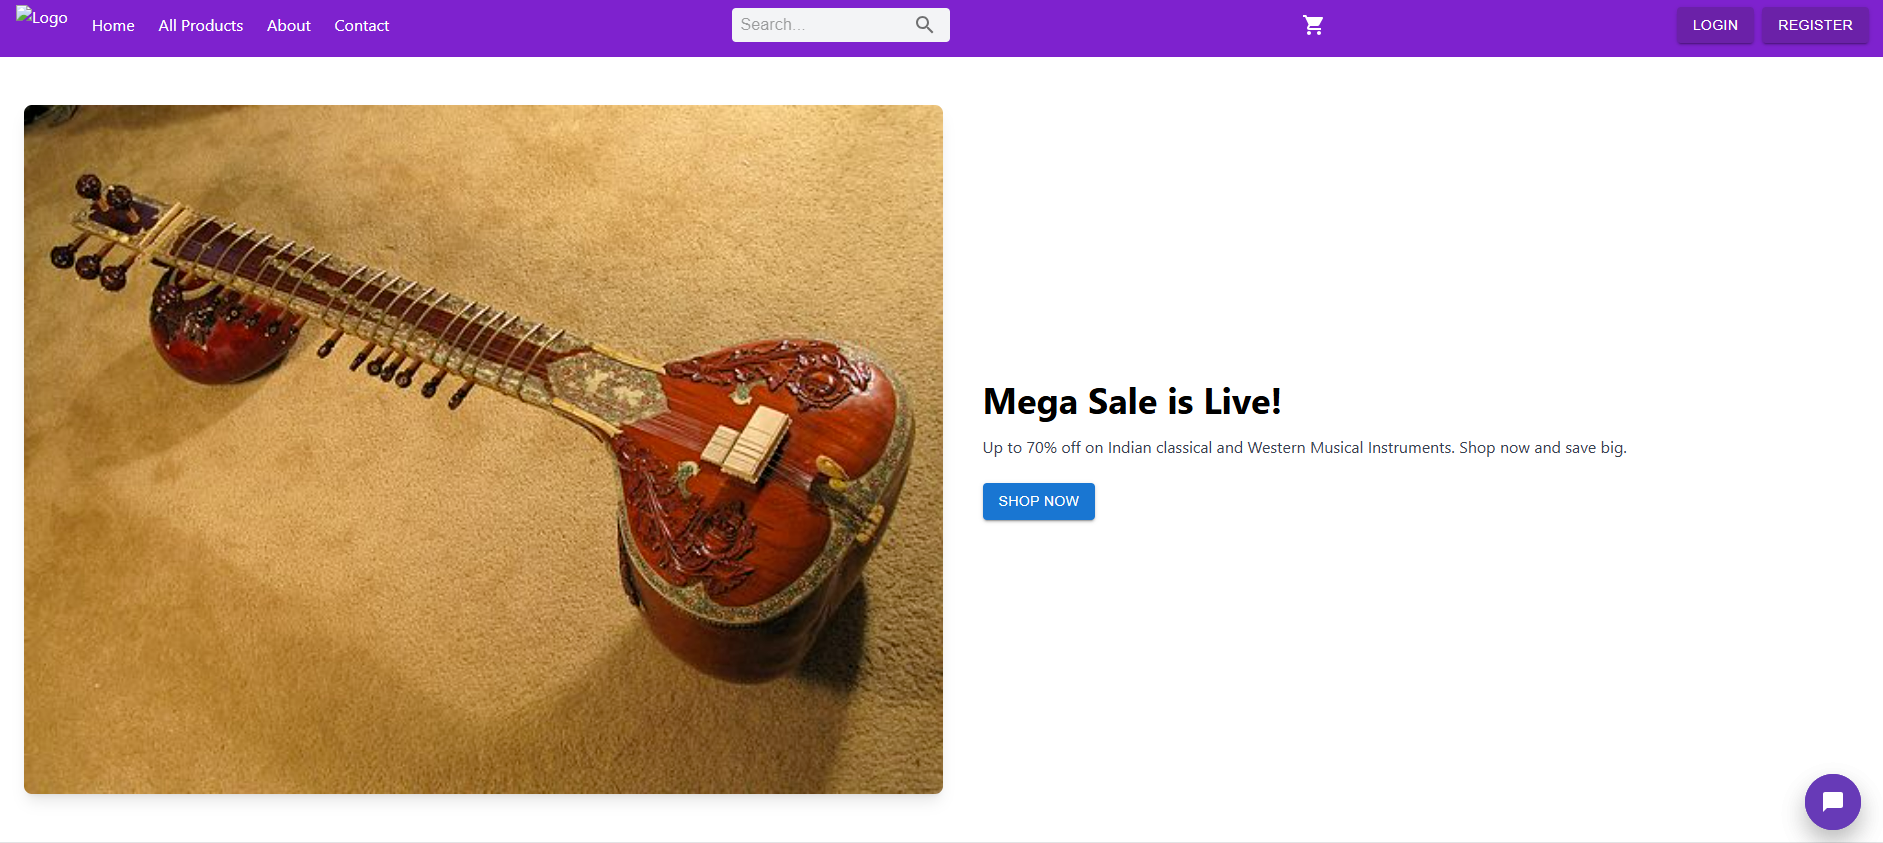 Logo
Home
All Products
About
Contact
Search...
LOGIN
REGISTER
Mega Sale is Live!
Up to 70% off on Indian classical and Western Musical Instruments. Shop now and save big.
SHOP NOW